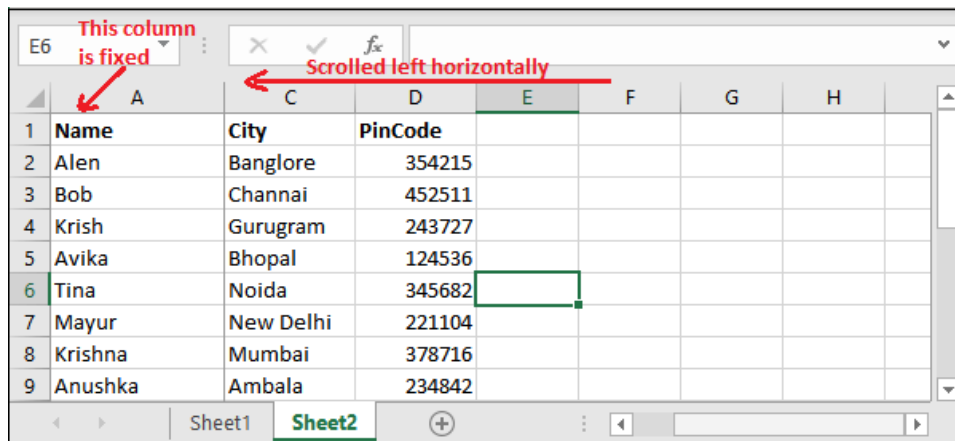 This column
is fixed
E6
fx
Scrolled left horizontally
A C D E F G H
1 Name City PinCode
2 Alen Banglore 354215
3 Bob Channai 452511
4 Krish Gurugram 243727
5 Avika Bhopal 124536
6 Tina Noida 345682
7 Mayur New Delhi 221104
8 Krishna Mumbai 378716
9 Anushka Ambala 234842
Sheet1 Sheet2